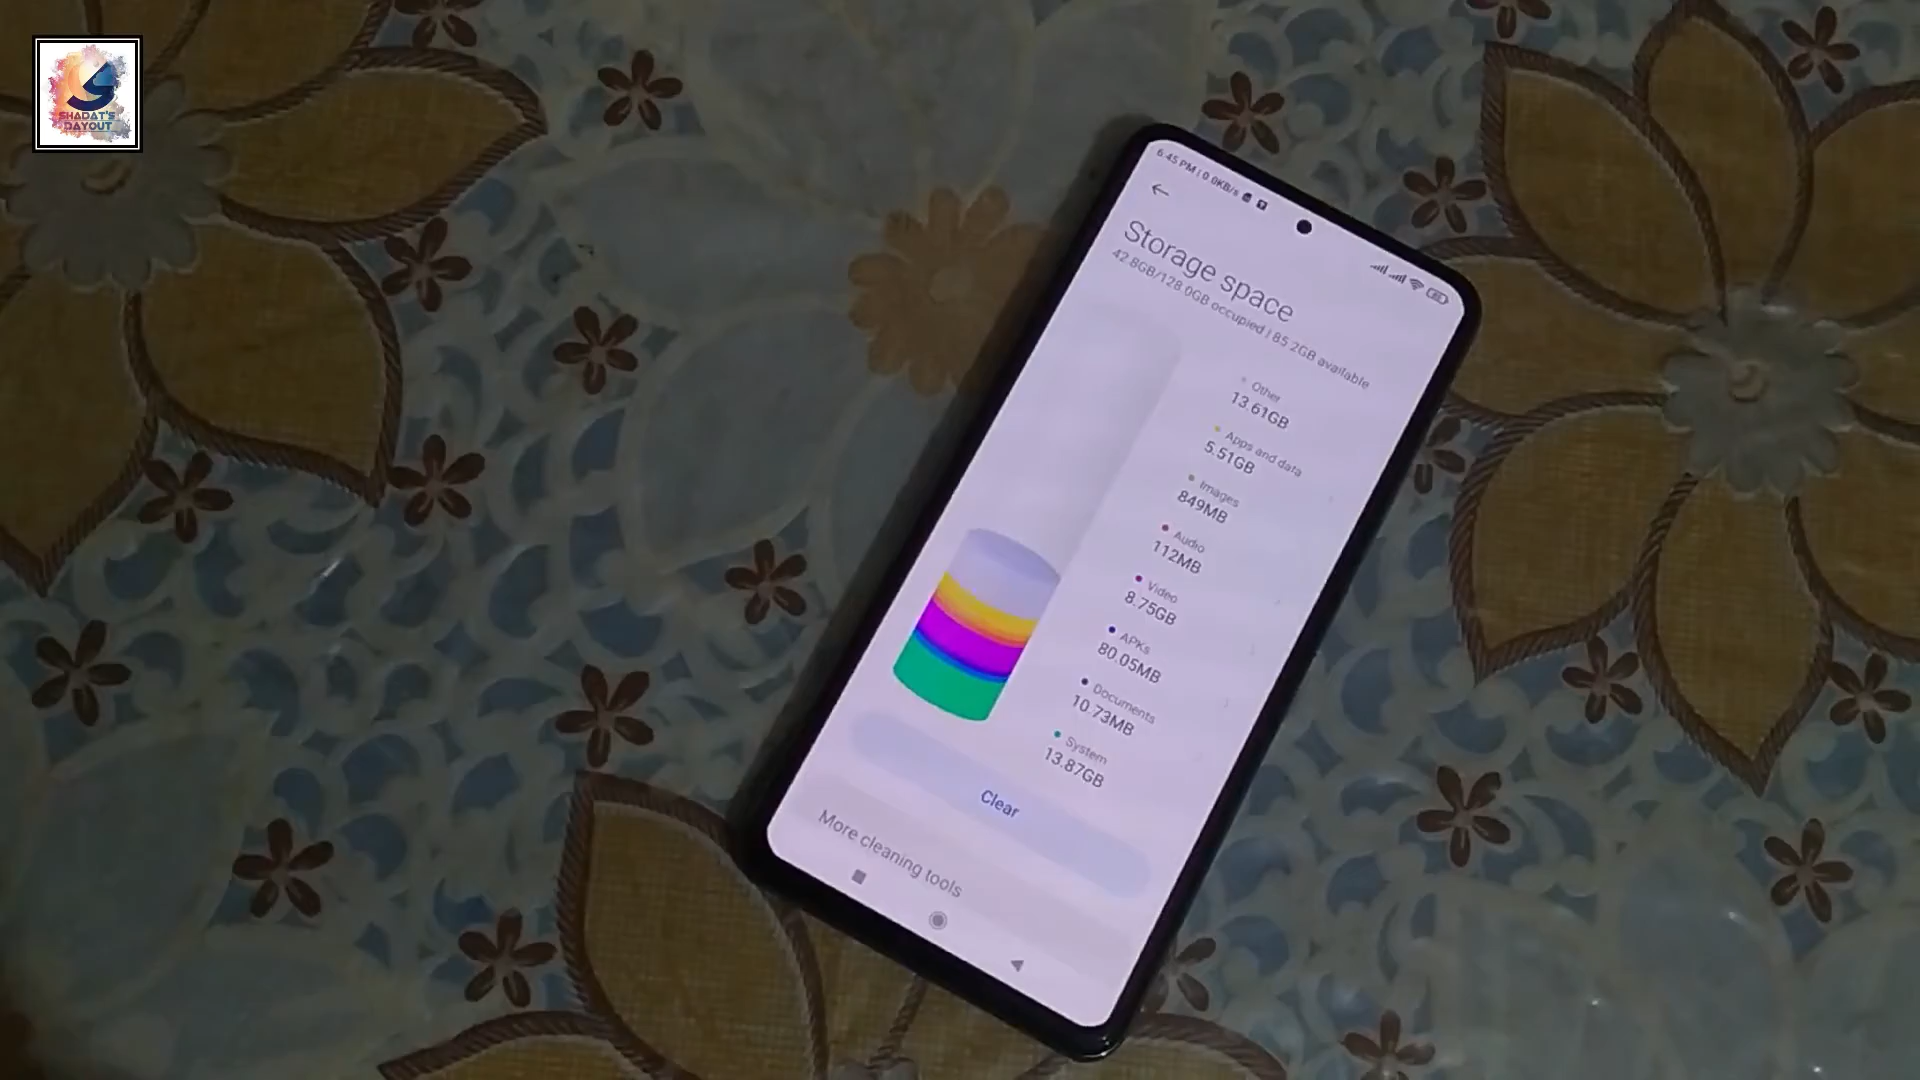 SHADAT'S
DAYOUT
6:45 PM | 0.0KB/s
Storage space
42.8GB/128.0GB occupied | 85.2GB available
Other
13.61GB
Apps and data
5.51GB
Images
849MB
Audio
112MB
Video
8.75GB
APKs
80.05MB
Documents
10.73MB
System
13.87GB
Clear
More cleaning tools